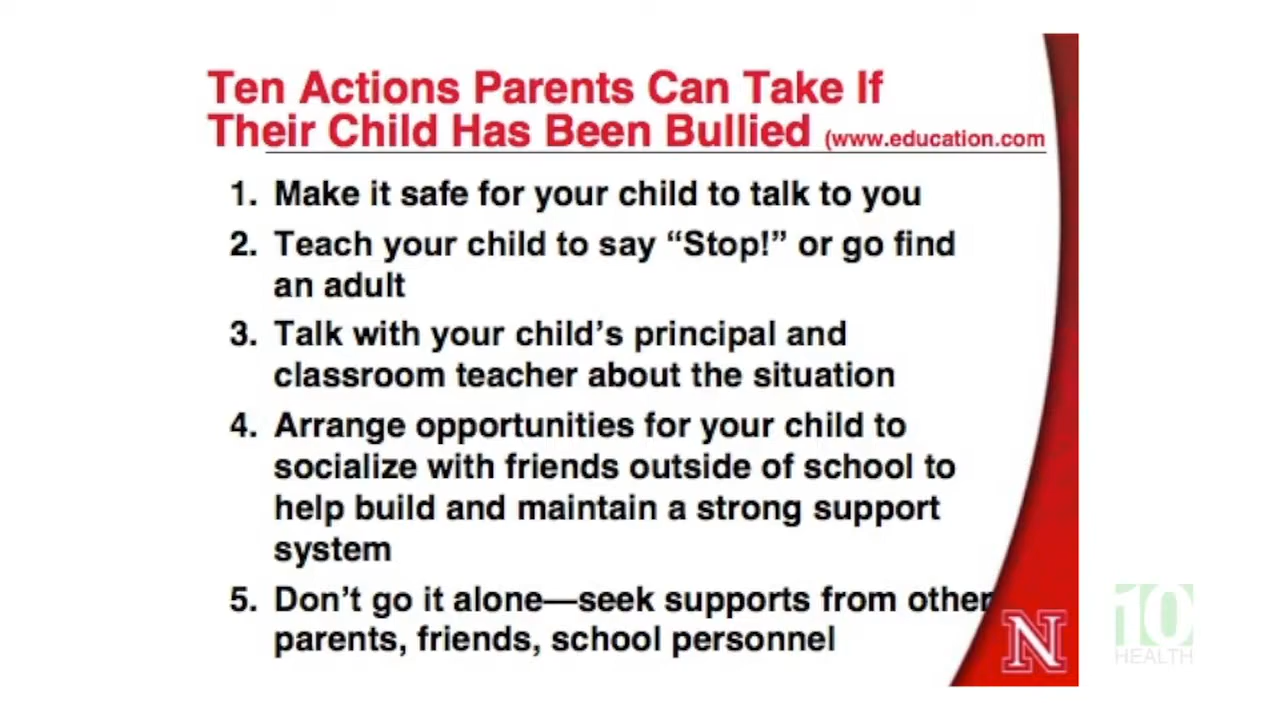 Ten Actions Parents Can Take If
Their Child Has Been Bullied (www.education.com
1. Make it safe for your child to talk to you
2. Teach your child to say “Stop!” or go find
an adult
3. Talk with your child’s principal and
classroom teacher about the situation
4. Arrange opportunities for your child to
socialize with friends outside of school to
help build and maintain a strong support
system
5. Don’t go it alone—seek supports from other
parents, friends, school personnel
N
10
HEALTH